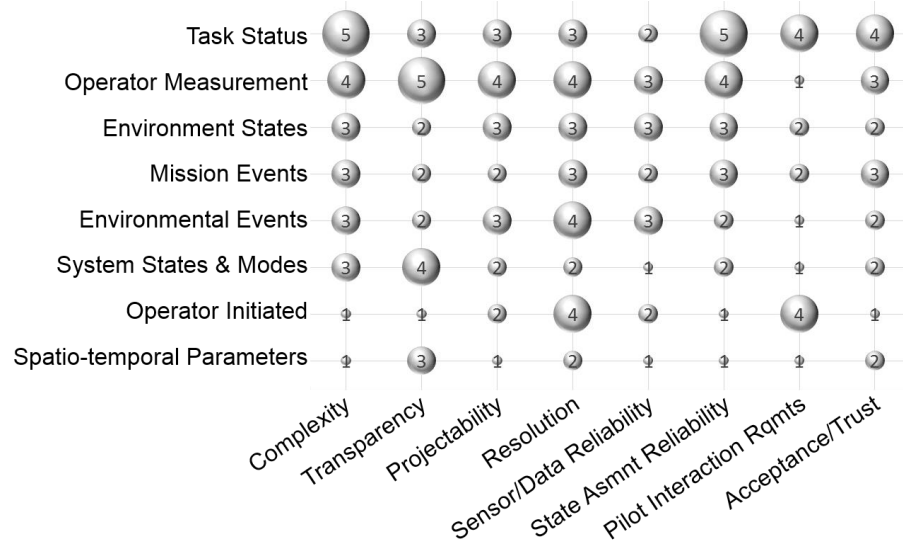 Task Status 5 3 3 3 2 5 4 4
Operator Measurement 4 5 4 4 3 4 1 3
Environment States 3 2 3 3 3 3 2 2
Mission Events 3 2 2 3 2 3 2 3
Environmental Events 3 2 3 4 3 2 1 2
System States & Modes 3 4 2 2 1 2 1 2
Operator Initiated 1 1 2 4 2 1 4 1
Spatio-temporal Parameters 1 3 1 2 1 1 1 2
Complexity
Transparency
Projectability
Resolution
Sensor/Data Reliability
State Asmnt Reliability
Pilot Interaction Rqmts
Acceptance/Trust